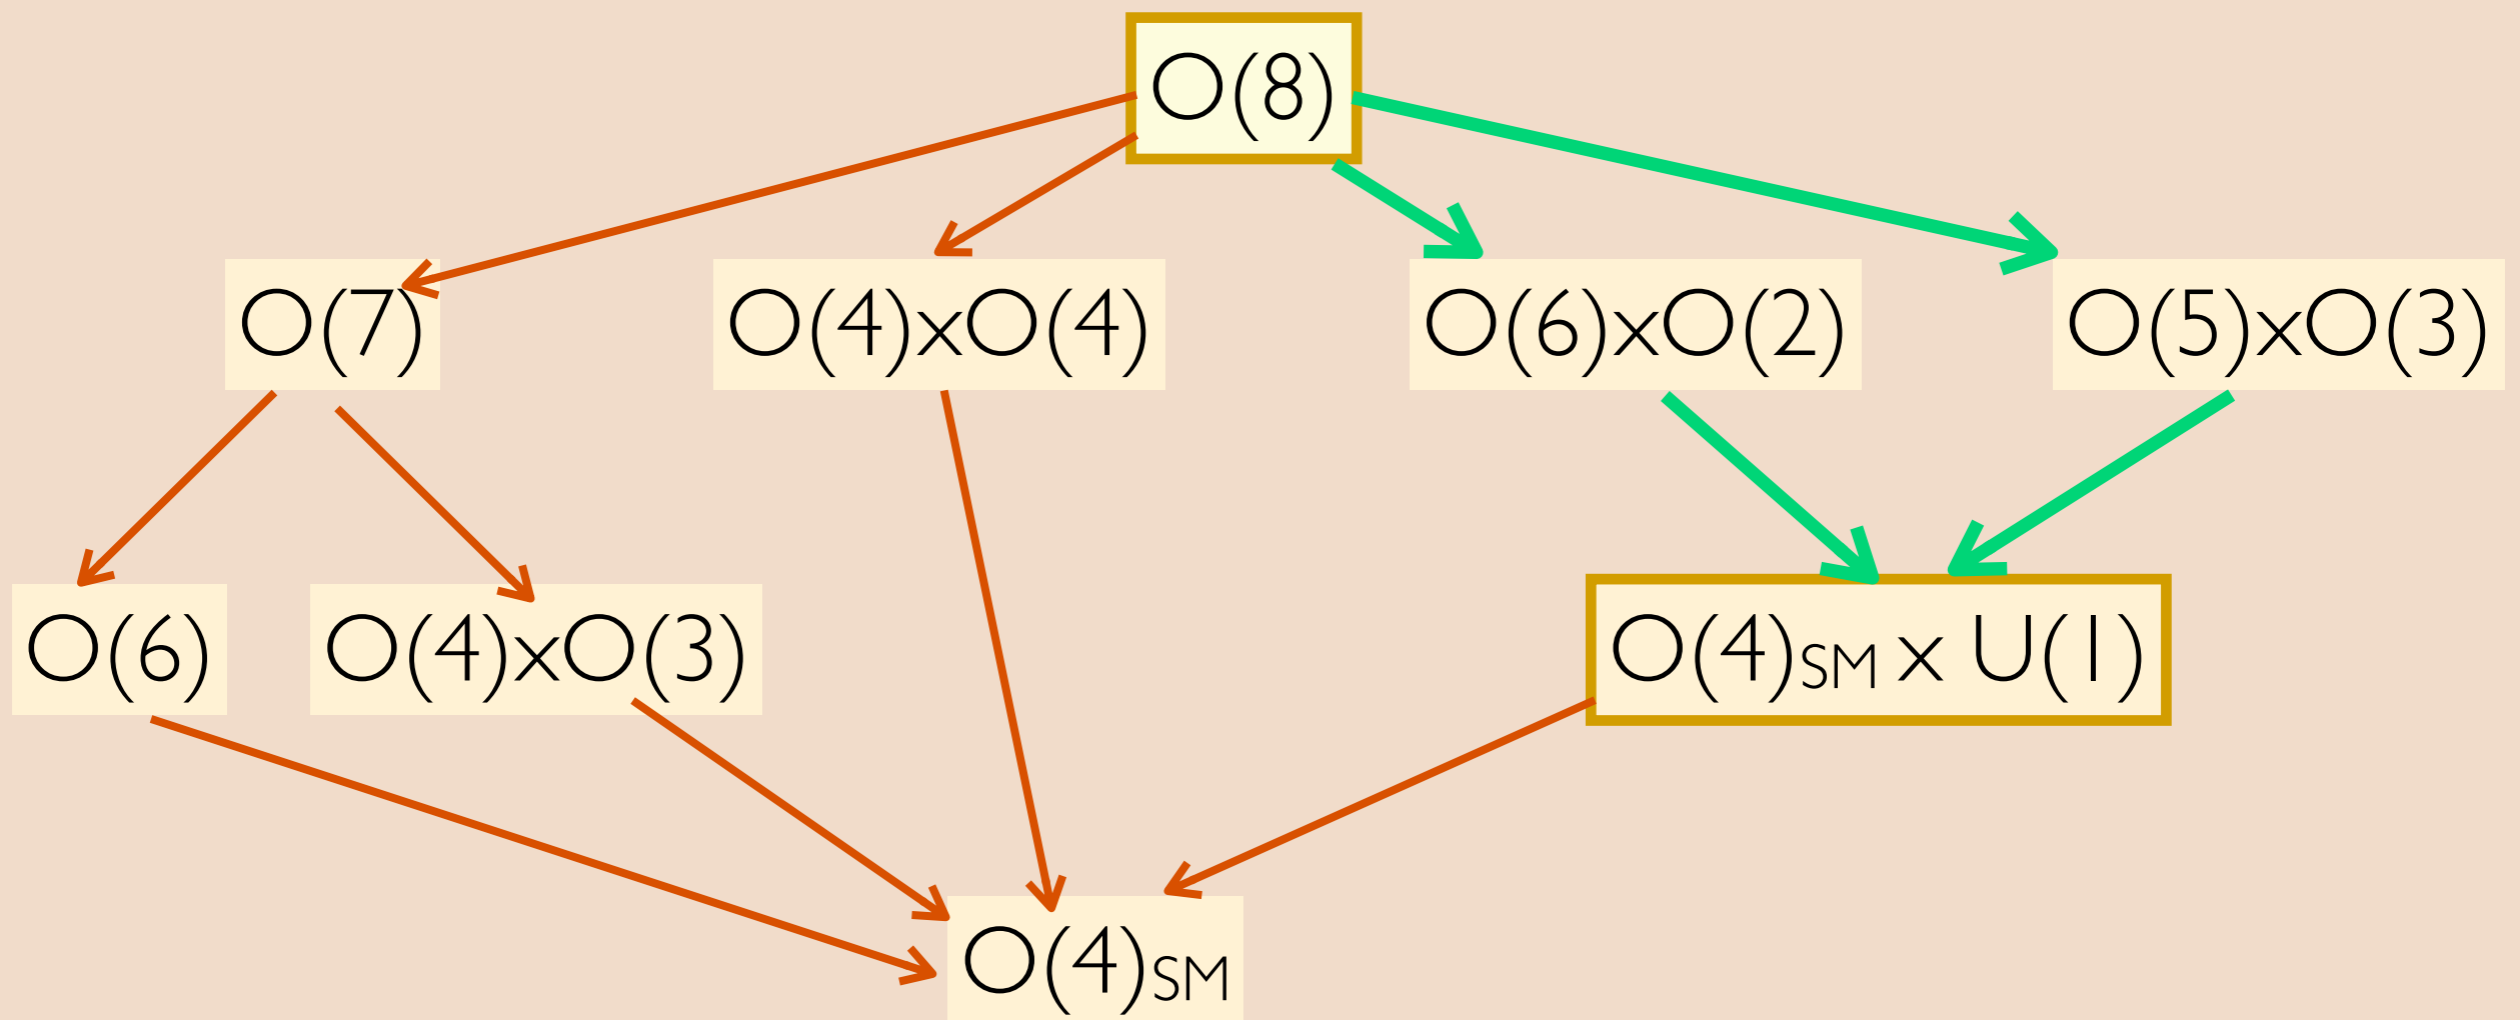 O(8)
O(7)
O(4)xO(4)
O(6)xO(2)
O(5)xO(3)
O(6)
O(4)xO(3)
O(4)SM x U(1)
O(4)SM